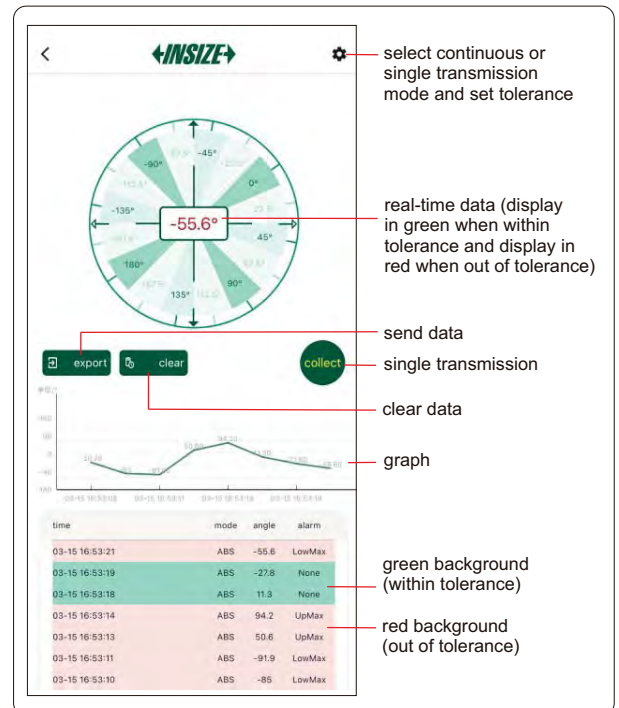 INSIZE
select continuous or
single transmission
mode and set tolerance
-45°
-90°
0°
-135°
-55.6°
45°
180°
90°
135°
real-time data (display
in green when within
tolerance and display in
red when out of tolerance)
send data
export
clear
collect
single transmission
clear data
graph
03-15 16:53:11
time mode angle alarm
03-15 16:53:21 ABS -55.6 LowMax
03-15 16:53:19 ABS -27.8 None
03-15 16:53:18 ABS 11.3 None
03-15 16:53:14 ABS 94.2 UpMax
03-15 16:53:13 ABS 50.6 UpMax
03-15 16:53:11 ABS -91.9 LowMax
03-15 16:53:10 ABS -85 LowMax
green background
(within tolerance)
red background
(out of tolerance)